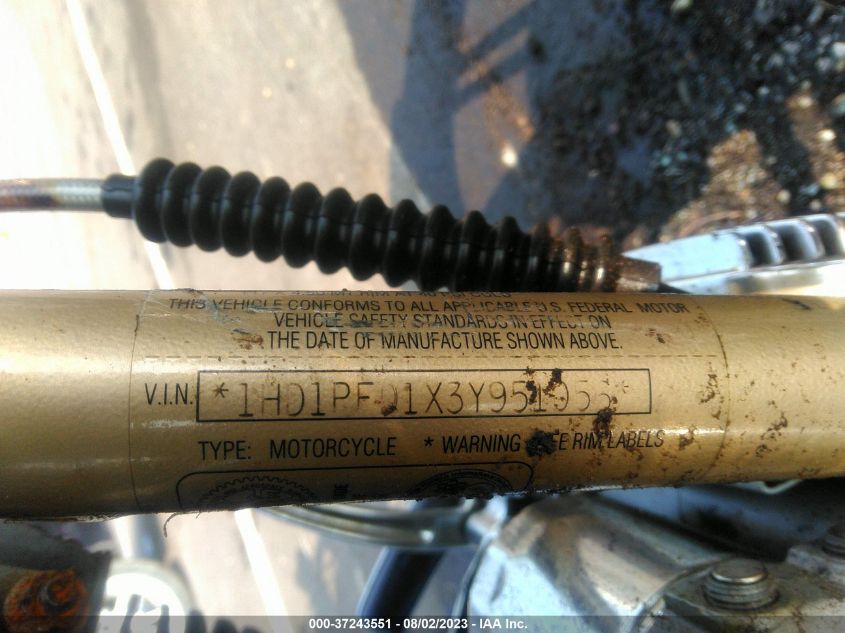 THIS VEHICLE CONFORMS TO ALL APPLICABLE U.S. FEDERAL MOTOR
VEHICLE SAFETY STANDARDS IN EFFECT ON
THE DATE OF MANUFACTURE SHOWN ABOVE.
V.I.N.
TYPE: MOTORCYCLE * WARNING RIM LABELS
000-37243551 - 08/02/2023 - IAA Inc.